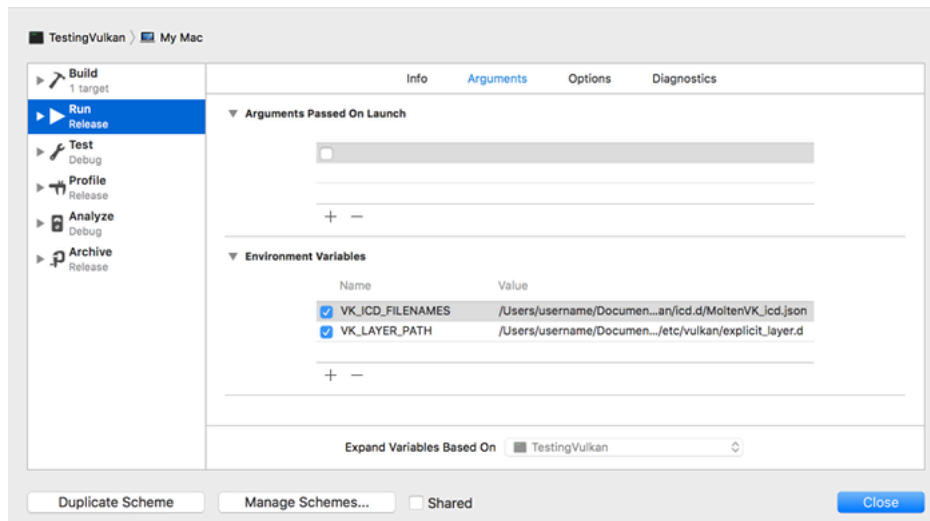 TestingVulkan 〉 My Mac
Build
1 target
Run
Release
Test
Debug
Profile
Release
Analyze
Debug
Archive
Release
Info Arguments Options Diagnostics
Arguments Passed On Launch
+ −
Environment Variables
Name Value
VK_ICD_FILENAMES /Users/username/Documen...an/icd.d/MoltenVK_icd.json
VK_LAYER_PATH /Users/username/Documen.../etc/vulkan/explicit_layer.d
+ −
Expand Variables Based On TestingVulkan
Duplicate Scheme Manage Schemes... Shared Close